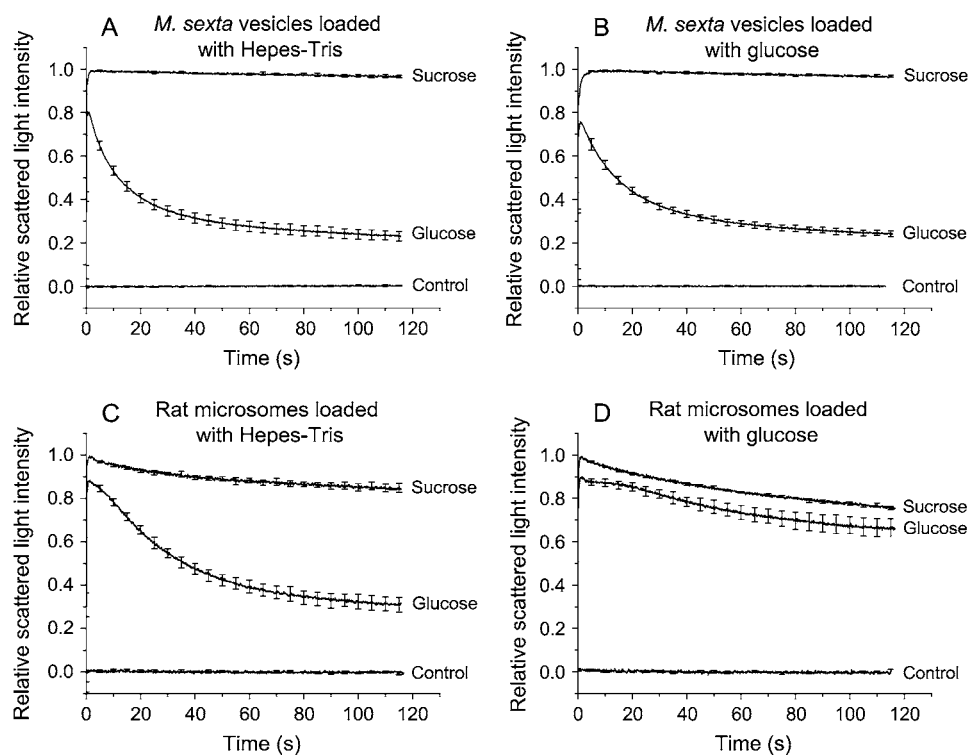 A
M. sexta vesicles loaded
with Hepes-Tris
Relative scattered light intensity
1.0
0.8
0.6
0.4
0.2
0.0
Sucrose
Glucose
Control
0 20 40 60 80 100 120
Time (s)
B
M. sexta vesicles loaded
with glucose
Relative scattered light intensity
1.0
0.8
0.6
0.4
0.2
0.0
Sucrose
Glucose
Control
0 20 40 60 80 100 120
Time (s)
C
Rat microsomes loaded
with Hepes-Tris
Relative scattered light intensity
1.0
0.8
0.6
0.4
0.2
0.0
Sucrose
Glucose
Control
0 20 40 60 80 100 120
Time (s)
D
Rat microsomes loaded
with glucose
Relative scattered light intensity
1.0
0.8
0.6
0.4
0.2
0.0
Sucrose
Glucose
Control
0 20 40 60 80 100 120
Time (s)